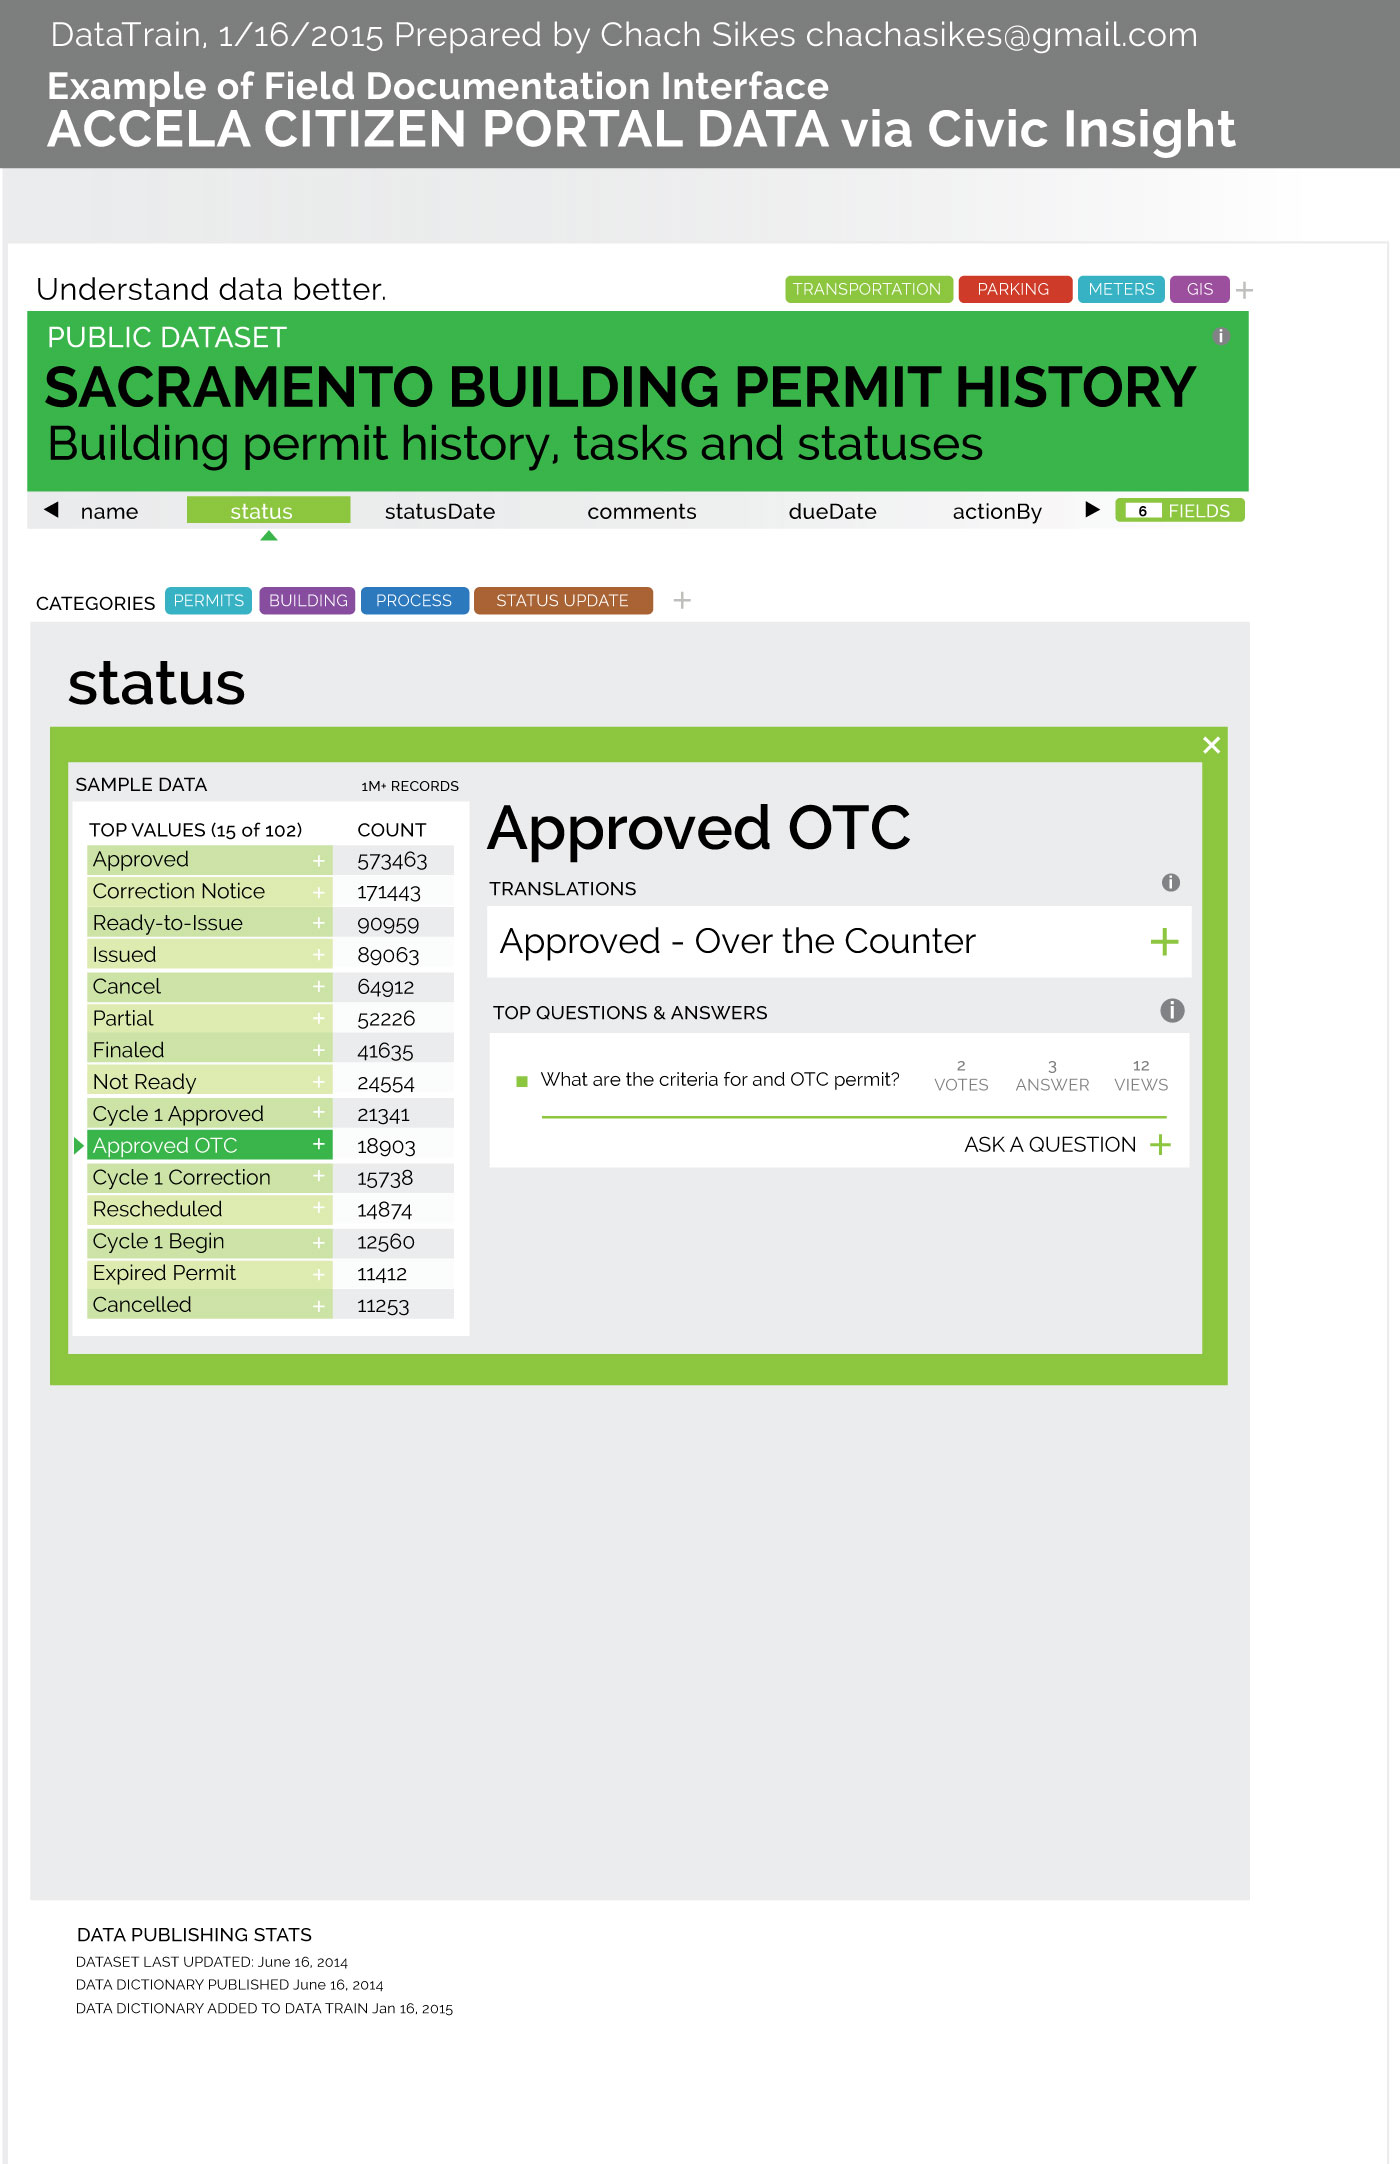 DataTrain, 1/16/2015 Prepared by Chach Sikes chachasikes@gmail.com
Example of Field Documentation Interface
ACCELA CITIZEN PORTAL DATA via Civic Insight
Understand data better.
TRANSPORTATION PARKING METERS GIS +
PUBLIC DATASET i
SACRAMENTO BUILDING PERMIT HISTORY
Building permit history, tasks and statuses
◀ name status statusDate comments dueDate actionBy ▶ 6 FIELDS
CATEGORIES PERMITS BUILDING PROCESS STATUS UPDATE +
status
×
SAMPLE DATA 1M+ RECORDS
TOP VALUES (15 of 102) COUNT
Approved + 573463
Correction Notice + 171443
Ready-to-Issue + 90959
Issued + 89063
Cancel + 64912
Partial + 52226
Finaled + 41635
Not Ready + 24554
Cycle 1 Approved + 21341
Approved OTC + 18903
Cycle 1 Correction + 15738
Rescheduled + 14874
Cycle 1 Begin + 12560
Expired Permit + 11412
Cancelled + 11253
Approved OTC
TRANSLATIONS i
Approved - Over the Counter +
TOP QUESTIONS & ANSWERS i
What are the criteria for and OTC permit?
2 3 12
VOTES ANSWER VIEWS
ASK A QUESTION +
DATA PUBLISHING STATS
DATASET LAST UPDATED: June 16, 2014
DATA DICTIONARY PUBLISHED June 16, 2014
DATA DICTIONARY ADDED TO DATA TRAIN Jan 16, 2015